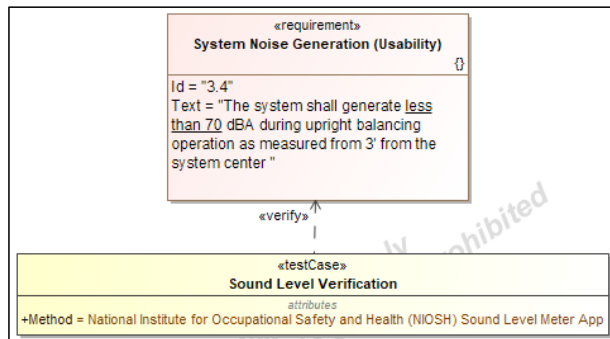 «requirement»
System Noise Generation (Usability)
{}
Id = "3.4"
Text = "The system shall generate less
than 70 dBA during upright balancing
operation as measured from 3' from the
system center "
«verify»
ohibited
«testCase»
Sound Level Verification
attributes
+Method = National Institute for Occupational Safety and Health (NIOSH) Sound Level Meter App